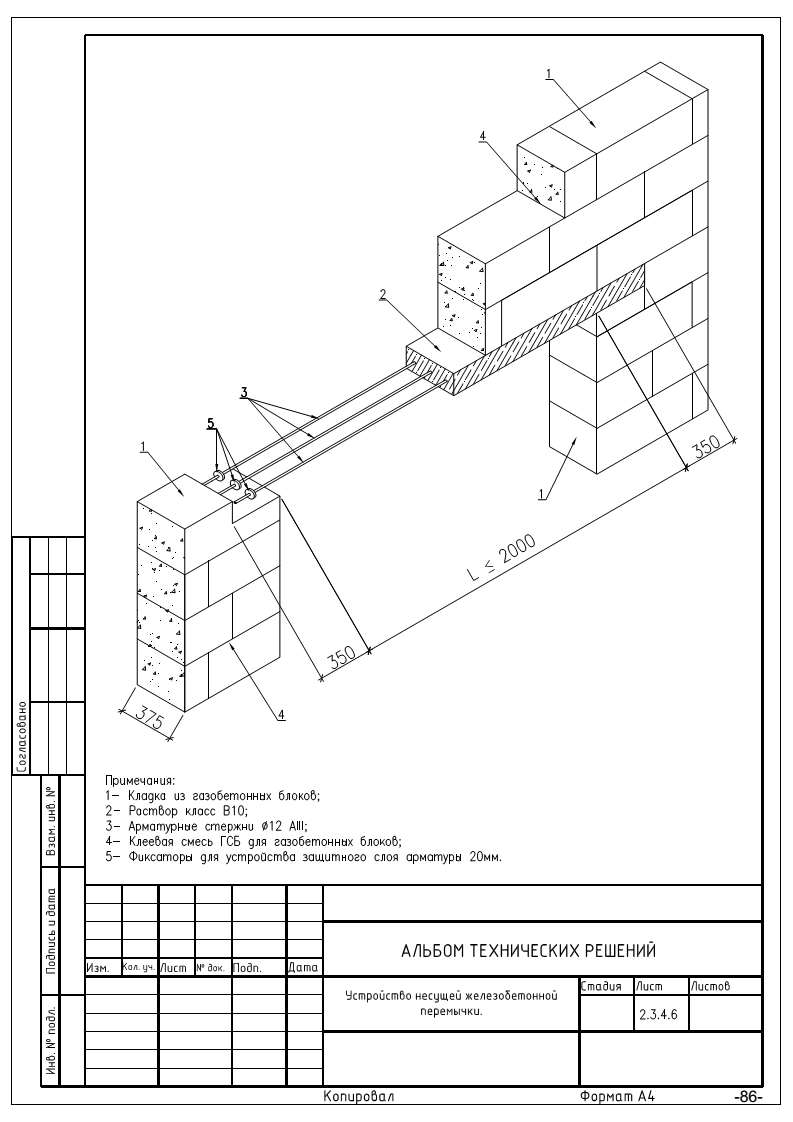 1
4
2
3
5
1
1
350
L ≤ 2000
350
375
4
Примечания:
1– Кладка из газобетонных блоков;
2– Раствор класс В10;
3– Арматурные стержни Ø12 АIII;
4– Клеевая смесь ГСБ для газобетонных блоков;
5– Фиксаторы для устройства защитного слоя арматуры 20мм.
Согласовано
Взам. инв. №
Подпись и дата
Инв. № подл.
АЛЬБОМ ТЕХНИЧЕСКИХ РЕШЕНИЙ
Изм. Кол. уч. Лист № док. Подп. Дата
Устройство несущей железобетонной
перемычки.
Стадия Лист Листов
2.3.4.6
Копировал Формат А4 -86-